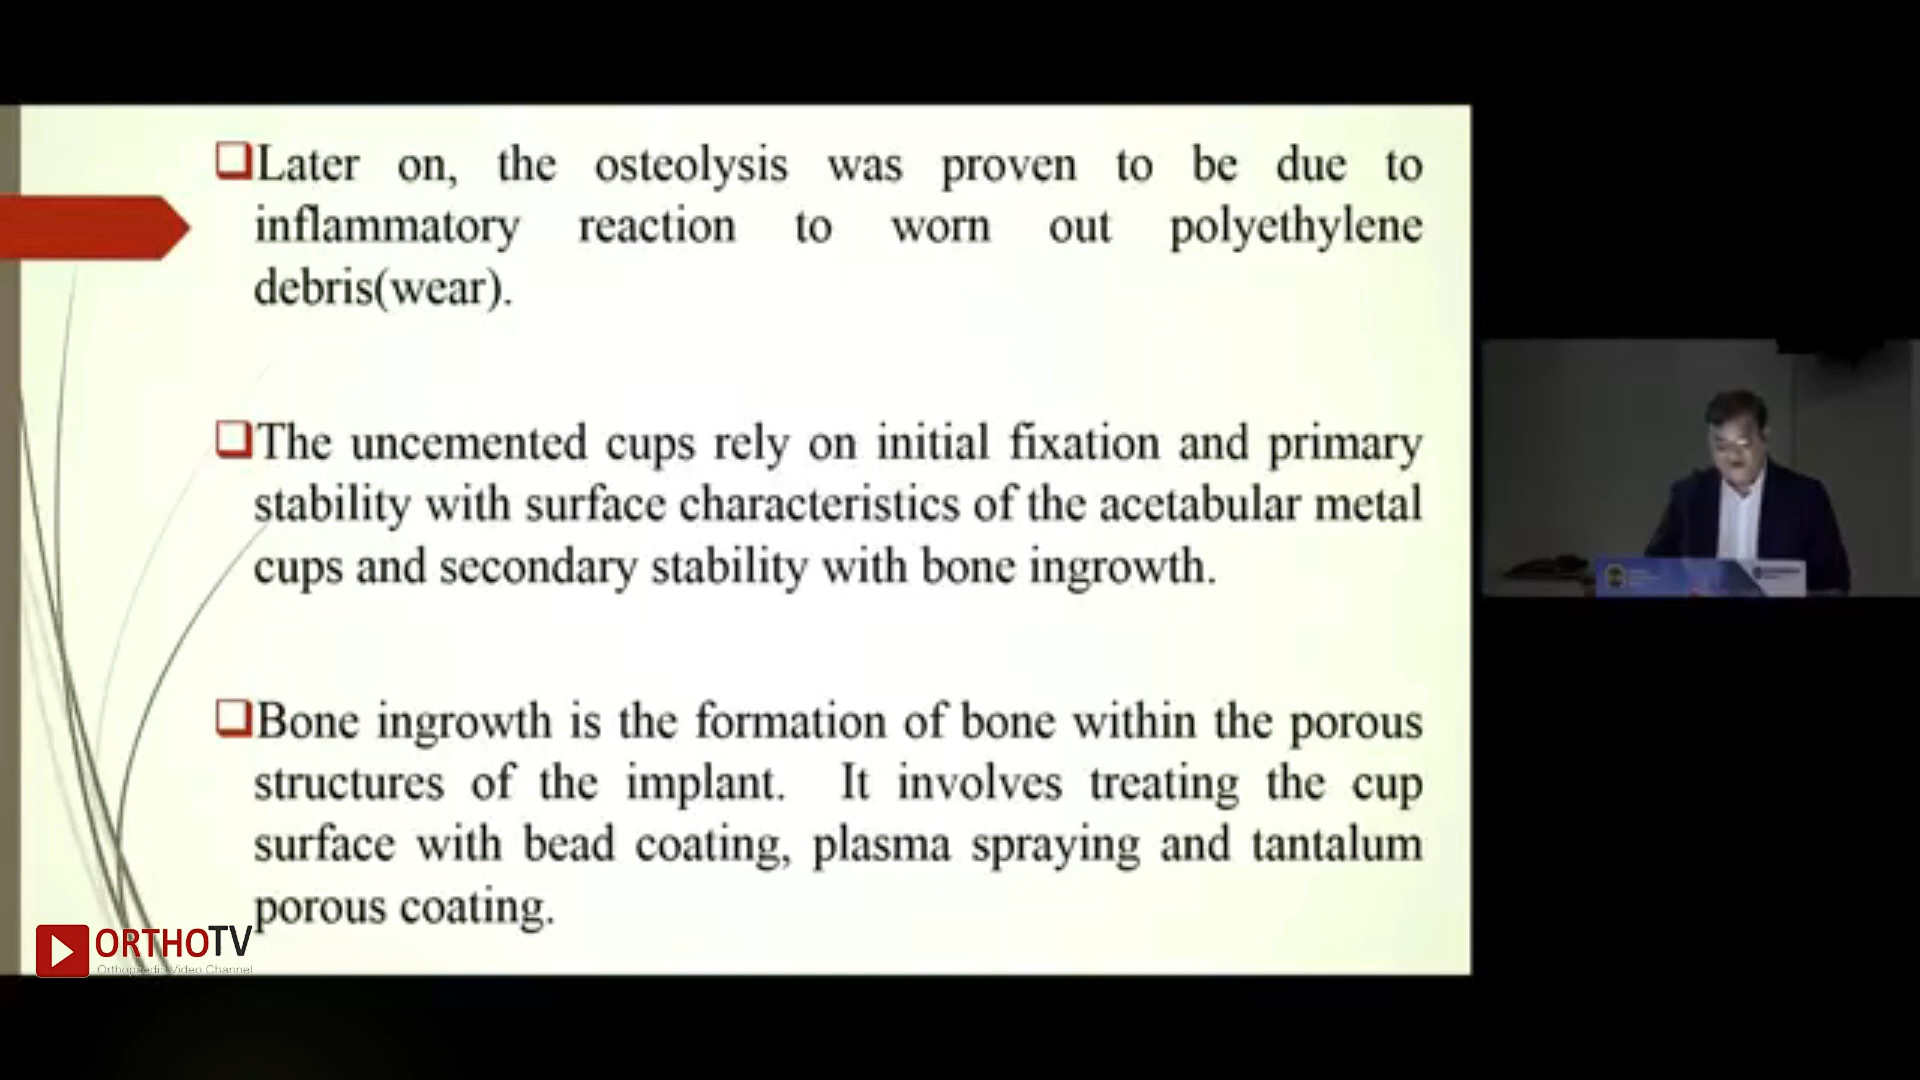 Later on, the osteolysis was proven to be due to
inflammatory reaction to worn out polyethylene
debris(wear).
The uncemented cups rely on initial fixation and primary
stability with surface characteristics of the acetabular metal
cups and secondary stability with bone ingrowth.
Bone ingrowth is the formation of bone within the porous
structures of the implant. It involves treating the cup
surface with bead coating, plasma spraying and tantalum
porous coating.
ORTHOTV
Orthopaedic Video Channel